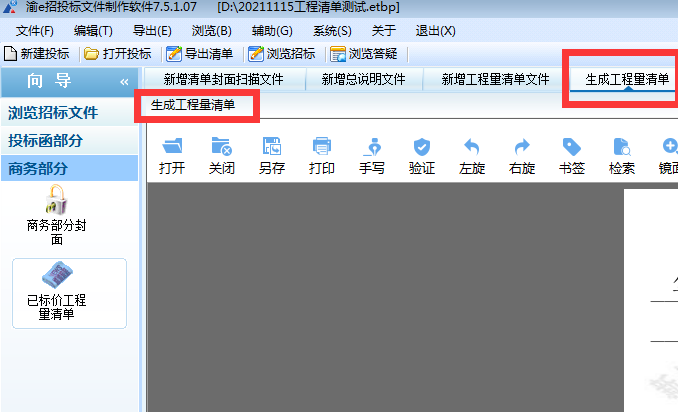 渝e招投标文件制作软件7.5.1.07 [D:\20211115工程清单测试.etbp]
文件(F) 编辑(T) 导出(E) 浏览(B) 辅助(G) 系统(S) 关于 退出(X)
新建投标 打开投标 导出清单 浏览招标 浏览答疑
向 导 «
新增清单封面扫描文件 新增总说明文件 新增工程量清单文件 生成工程量清单
浏览招标文件
投标函部分
商务部分
商务部分封
面
已标价工程
量清单
生成工程量清单
打开 关闭 另存 打印 手写 验证 左旋 右旋 书签 检索 镜面